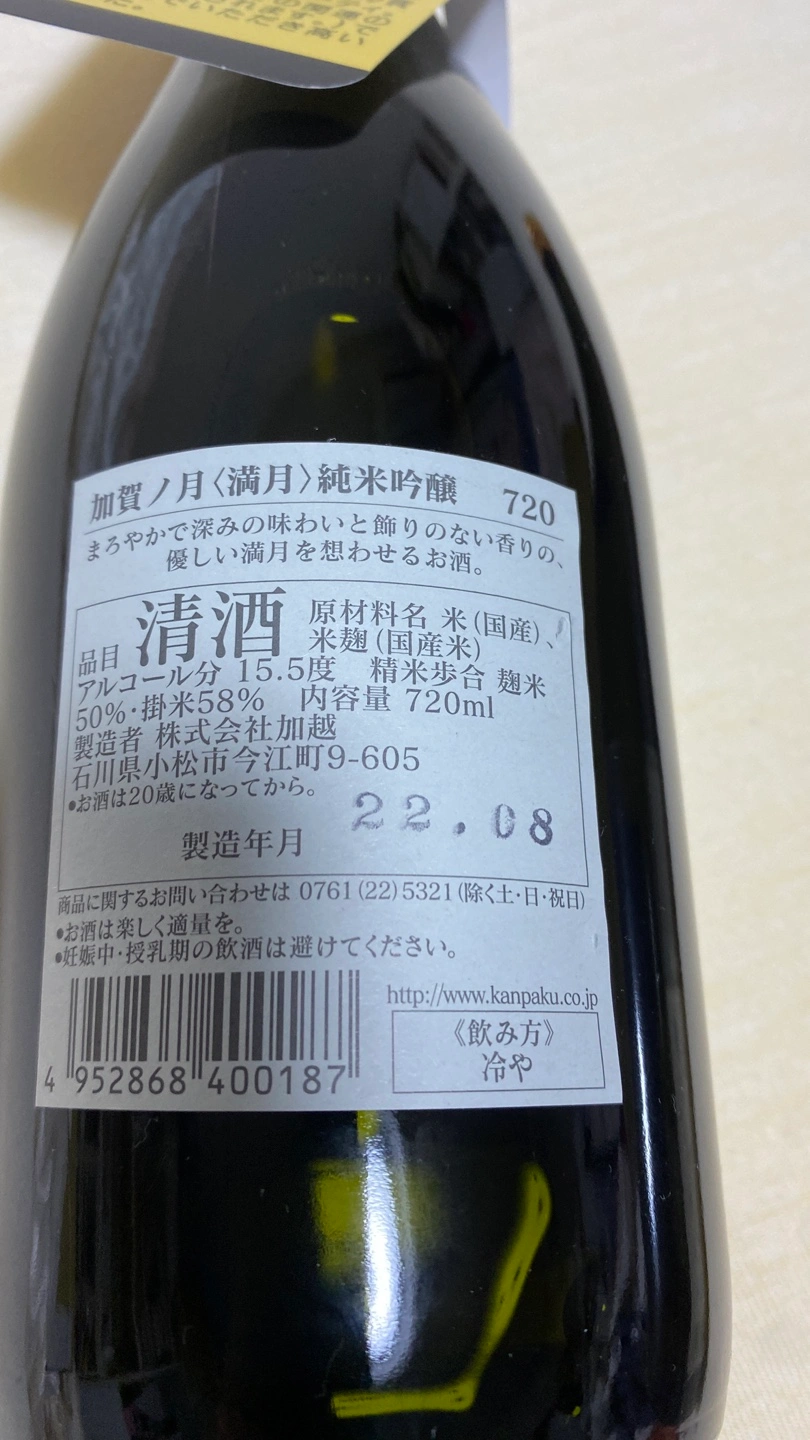 加賀ノ月〈満月〉純米吟醸 720
まろやかで深みの味わいと飾りのない香りの、
優しい満月を想わせるお酒。
品目 清酒 原材料名 米(国産)、
米麹(国産米)
アルコール分 15.5度 精米歩合 麹米
50%・掛米58% 内容量 720ml
製造者 株式会社加越
石川県小松市今江町9-605
●お酒は20歳になってから。
製造年月 22.08
商品に関するお問い合わせは 0761(22)5321(除く土・日・祝日)
●お酒は楽しく適量を。
●妊娠中・授乳期の飲酒は避けてください。
http://www.kanpaku.co.jp
《飲み方》
冷や
4 952868 400187